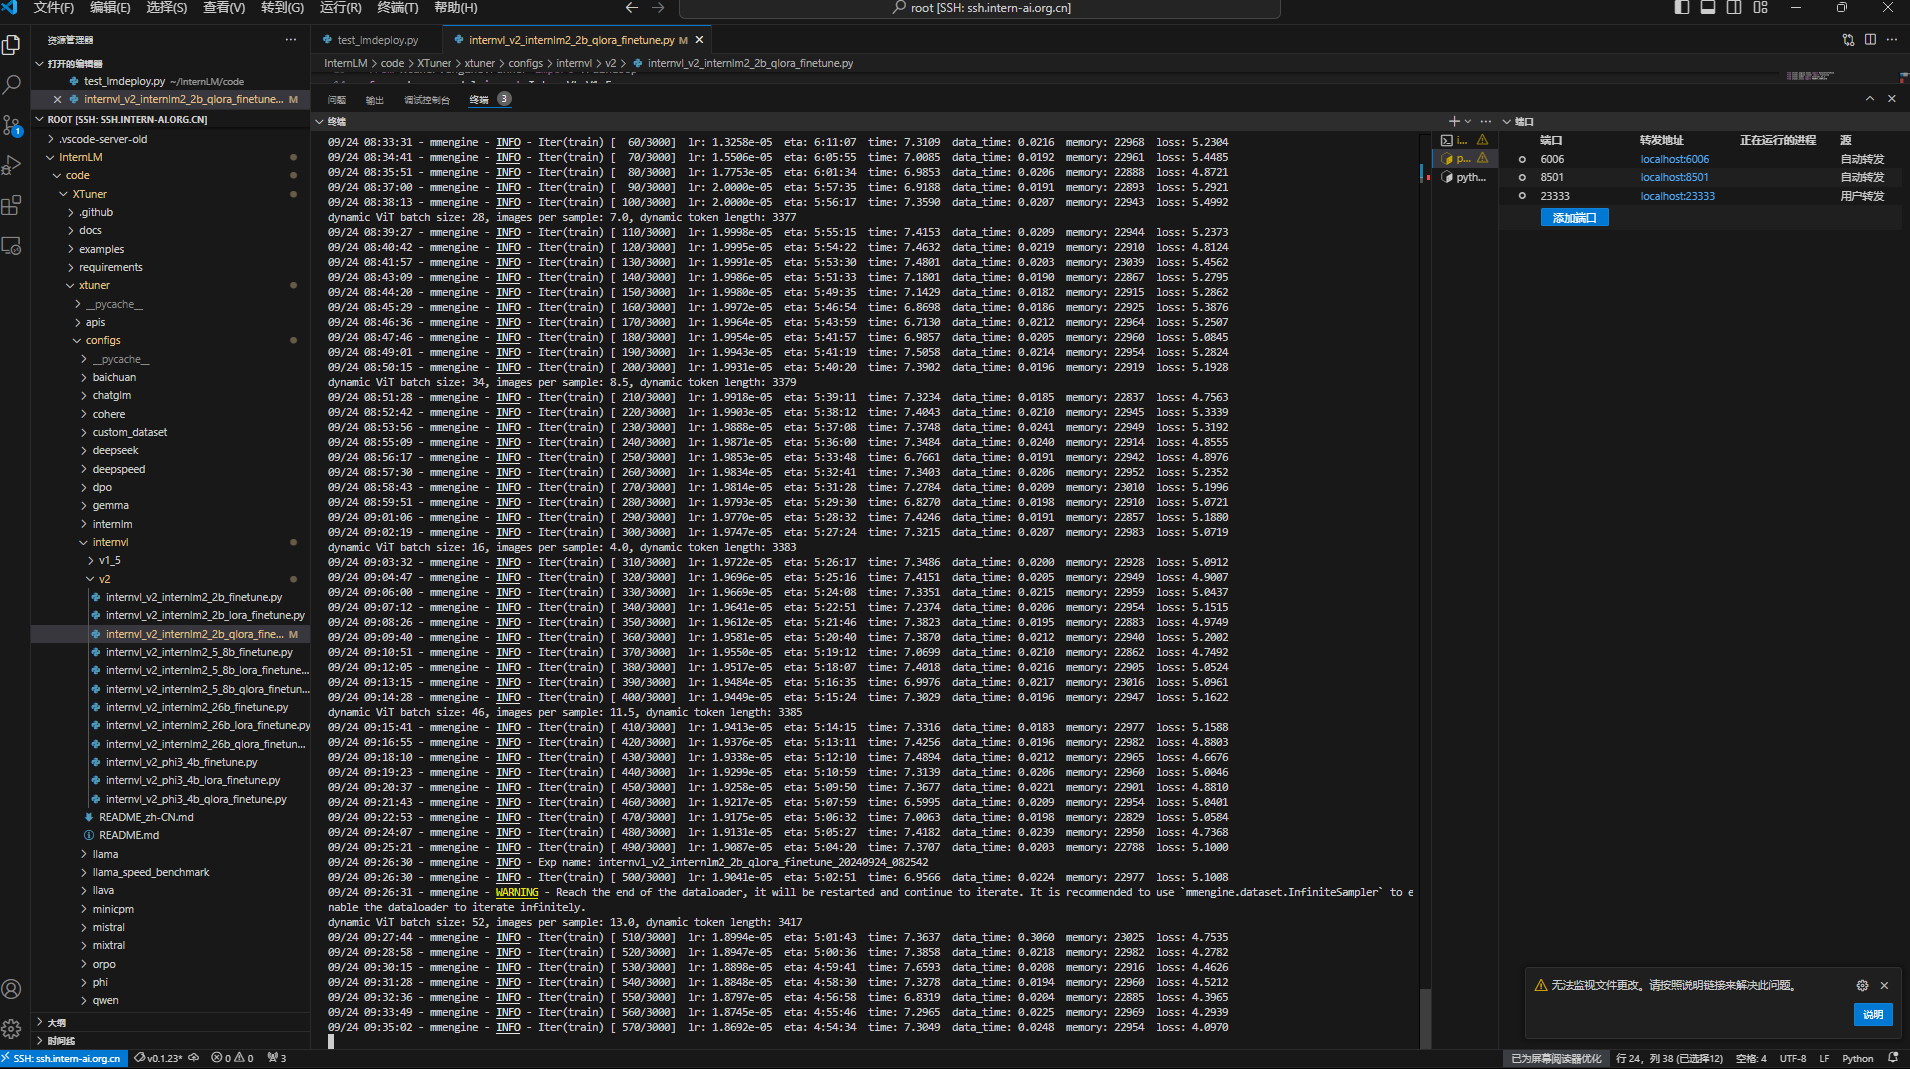 文件(F) 编辑(E) 选择(S) 查看(V) 转到(G) 运行(R) 终端(T) 帮助(H) root [SSH: ssh.intern-ai.org.cn]
资源管理器
打开的编辑器
test_lmdeploy.py ~/InternLM/code
internvl_v2_internlm2_2b_qlora_finetune... M
ROOT [SSH: SSH.INTERN-AI.ORG.CN]
.vscode-server-old
InternLM
code
XTuner
.github
docs
examples
requirements
xtuner
__pycache__
apis
configs
__pycache__
baichuan
chatglm
cohere
custom_dataset
deepseek
deepspeed
dpo
gemma
internlm
internvl
v1_5
v2
internvl_v2_internlm2_2b_finetune.py
internvl_v2_internlm2_2b_lora_finetune.py
internvl_v2_internlm2_2b_qlora_fine... M
internvl_v2_internlm2_5_8b_finetune.py
internvl_v2_internlm2_5_8b_lora_finetune...
internvl_v2_internlm2_5_8b_qlora_finetun...
internvl_v2_internlm2_26b_finetune.py
internvl_v2_internlm2_26b_lora_finetune.py
internvl_v2_internlm2_26b_qlora_finetun...
internvl_v2_phi3_4b_finetune.py
internvl_v2_phi3_4b_lora_finetune.py
internvl_v2_phi3_4b_qlora_finetune.py
README_zh-CN.md
README.md
llama
llama_speed_benchmark
llava
minicpm
mistral
mixtral
orpo
phi
qwen
大纲
时间线
test_lmdeploy.py internvl_v2_internlm2_2b_qlora_finetune.py M
InternLM > code > XTuner > xtuner > configs > internvl > v2 > internvl_v2_internlm2_2b_qlora_finetune.py
问题 输出 调试控制台 终端 3
终端
09/24 08:33:31 - mmengine - INFO - Iter(train) [  60/3000]  lr: 1.3258e-05  eta: 6:11:07  time: 7.3109  data_time: 0.0216  memory: 22968  loss: 5.2304
09/24 08:34:41 - mmengine - INFO - Iter(train) [  70/3000]  lr: 1.5506e-05  eta: 6:05:55  time: 7.0085  data_time: 0.0192  memory: 22961  loss: 5.4485
09/24 08:35:51 - mmengine - INFO - Iter(train) [  80/3000]  lr: 1.7753e-05  eta: 6:01:34  time: 6.9853  data_time: 0.0206  memory: 22888  loss: 4.8721
09/24 08:37:00 - mmengine - INFO - Iter(train) [  90/3000]  lr: 2.0000e-05  eta: 5:57:35  time: 6.9188  data_time: 0.0191  memory: 22893  loss: 5.2921
09/24 08:38:13 - mmengine - INFO - Iter(train) [ 100/3000]  lr: 2.0000e-05  eta: 5:56:17  time: 7.3590  data_time: 0.0207  memory: 22943  loss: 5.4992
dynamic ViT batch size: 28, images per sample: 7.0, dynamic token length: 3377
09/24 08:39:27 - mmengine - INFO - Iter(train) [ 110/3000]  lr: 1.9998e-05  eta: 5:55:15  time: 7.4153  data_time: 0.0209  memory: 22944  loss: 5.2373
09/24 08:40:42 - mmengine - INFO - Iter(train) [ 120/3000]  lr: 1.9995e-05  eta: 5:54:22  time: 7.4632  data_time: 0.0219  memory: 22910  loss: 4.8124
09/24 08:41:57 - mmengine - INFO - Iter(train) [ 130/3000]  lr: 1.9991e-05  eta: 5:53:30  time: 7.4801  data_time: 0.0203  memory: 23039  loss: 5.4562
09/24 08:43:09 - mmengine - INFO - Iter(train) [ 140/3000]  lr: 1.9986e-05  eta: 5:51:33  time: 7.1801  data_time: 0.0190  memory: 22867  loss: 5.2795
09/24 08:44:20 - mmengine - INFO - Iter(train) [ 150/3000]  lr: 1.9980e-05  eta: 5:49:35  time: 7.1429  data_time: 0.0182  memory: 22915  loss: 5.2862
09/24 08:45:29 - mmengine - INFO - Iter(train) [ 160/3000]  lr: 1.9972e-05  eta: 5:46:54  time: 6.8698  data_time: 0.0186  memory: 22925  loss: 5.3876
09/24 08:46:36 - mmengine - INFO - Iter(train) [ 170/3000]  lr: 1.9964e-05  eta: 5:43:59  time: 6.7130  data_time: 0.0212  memory: 22964  loss: 5.2507
09/24 08:47:46 - mmengine - INFO - Iter(train) [ 180/3000]  lr: 1.9954e-05  eta: 5:41:57  time: 6.9857  data_time: 0.0205  memory: 22960  loss: 5.0845
09/24 08:49:01 - mmengine - INFO - Iter(train) [ 190/3000]  lr: 1.9943e-05  eta: 5:41:19  time: 7.5058  data_time: 0.0214  memory: 22954  loss: 5.2824
09/24 08:50:15 - mmengine - INFO - Iter(train) [ 200/3000]  lr: 1.9931e-05  eta: 5:40:20  time: 7.3902  data_time: 0.0196  memory: 22919  loss: 5.1928
dynamic ViT batch size: 34, images per sample: 8.5, dynamic token length: 3379
09/24 08:51:28 - mmengine - INFO - Iter(train) [ 210/3000]  lr: 1.9918e-05  eta: 5:39:11  time: 7.3234  data_time: 0.0185  memory: 22837  loss: 4.7563
09/24 08:52:42 - mmengine - INFO - Iter(train) [ 220/3000]  lr: 1.9903e-05  eta: 5:38:12  time: 7.4043  data_time: 0.0210  memory: 22945  loss: 5.3339
09/24 08:53:56 - mmengine - INFO - Iter(train) [ 230/3000]  lr: 1.9888e-05  eta: 5:37:08  time: 7.3748  data_time: 0.0241  memory: 22949  loss: 5.3192
09/24 08:55:09 - mmengine - INFO - Iter(train) [ 240/3000]  lr: 1.9871e-05  eta: 5:36:00  time: 7.3484  data_time: 0.0240  memory: 22914  loss: 4.8555
09/24 08:56:17 - mmengine - INFO - Iter(train) [ 250/3000]  lr: 1.9853e-05  eta: 5:33:48  time: 6.7661  data_time: 0.0191  memory: 22942  loss: 4.8976
09/24 08:57:30 - mmengine - INFO - Iter(train) [ 260/3000]  lr: 1.9834e-05  eta: 5:32:41  time: 7.3403  data_time: 0.0206  memory: 22952  loss: 5.2352
09/24 08:58:43 - mmengine - INFO - Iter(train) [ 270/3000]  lr: 1.9814e-05  eta: 5:31:28  time: 7.2784  data_time: 0.0209  memory: 23010  loss: 5.1996
09/24 08:59:51 - mmengine - INFO - Iter(train) [ 280/3000]  lr: 1.9793e-05  eta: 5:29:30  time: 6.8270  data_time: 0.0198  memory: 22910  loss: 5.0721
09/24 09:01:06 - mmengine - INFO - Iter(train) [ 290/3000]  lr: 1.9770e-05  eta: 5:28:32  time: 7.4246  data_time: 0.0191  memory: 22857  loss: 5.1880
09/24 09:02:19 - mmengine - INFO - Iter(train) [ 300/3000]  lr: 1.9747e-05  eta: 5:27:24  time: 7.3215  data_time: 0.0207  memory: 22983  loss: 5.0719
dynamic ViT batch size: 16, images per sample: 4.0, dynamic token length: 3383
09/24 09:03:32 - mmengine - INFO - Iter(train) [ 310/3000]  lr: 1.9722e-05  eta: 5:26:17  time: 7.3486  data_time: 0.0200  memory: 22928  loss: 5.0912
09/24 09:04:47 - mmengine - INFO - Iter(train) [ 320/3000]  lr: 1.9696e-05  eta: 5:25:16  time: 7.4151  data_time: 0.0205  memory: 22949  loss: 4.9007
09/24 09:06:00 - mmengine - INFO - Iter(train) [ 330/3000]  lr: 1.9669e-05  eta: 5:24:08  time: 7.3351  data_time: 0.0215  memory: 22959  loss: 5.0437
09/24 09:07:12 - mmengine - INFO - Iter(train) [ 340/3000]  lr: 1.9641e-05  eta: 5:22:51  time: 7.2374  data_time: 0.0206  memory: 22954  loss: 5.1515
09/24 09:08:26 - mmengine - INFO - Iter(train) [ 350/3000]  lr: 1.9612e-05  eta: 5:21:46  time: 7.3823  data_time: 0.0195  memory: 22883  loss: 4.9749
09/24 09:09:40 - mmengine - INFO - Iter(train) [ 360/3000]  lr: 1.9581e-05  eta: 5:20:40  time: 7.3870  data_time: 0.0212  memory: 22940  loss: 5.2002
09/24 09:10:51 - mmengine - INFO - Iter(train) [ 370/3000]  lr: 1.9550e-05  eta: 5:19:12  time: 7.0699  data_time: 0.0210  memory: 22862  loss: 4.7492
09/24 09:12:05 - mmengine - INFO - Iter(train) [ 380/3000]  lr: 1.9517e-05  eta: 5:18:07  time: 7.4018  data_time: 0.0216  memory: 22905  loss: 5.0524
09/24 09:13:15 - mmengine - INFO - Iter(train) [ 390/3000]  lr: 1.9484e-05  eta: 5:16:35  time: 6.9976  data_time: 0.0217  memory: 23016  loss: 5.0961
09/24 09:14:28 - mmengine - INFO - Iter(train) [ 400/3000]  lr: 1.9449e-05  eta: 5:15:24  time: 7.3029  data_time: 0.0196  memory: 22947  loss: 5.1622
dynamic ViT batch size: 46, images per sample: 11.5, dynamic token length: 3385
09/24 09:15:41 - mmengine - INFO - Iter(train) [ 410/3000]  lr: 1.9413e-05  eta: 5:14:15  time: 7.3316  data_time: 0.0183  memory: 22977  loss: 5.1588
09/24 09:16:55 - mmengine - INFO - Iter(train) [ 420/3000]  lr: 1.9376e-05  eta: 5:13:11  time: 7.4256  data_time: 0.0196  memory: 22982  loss: 4.8803
09/24 09:18:10 - mmengine - INFO - Iter(train) [ 430/3000]  lr: 1.9338e-05  eta: 5:12:10  time: 7.4894  data_time: 0.0212  memory: 22965  loss: 4.6676
09/24 09:19:23 - mmengine - INFO - Iter(train) [ 440/3000]  lr: 1.9299e-05  eta: 5:10:59  time: 7.3139  data_time: 0.0206  memory: 22960  loss: 5.0046
09/24 09:20:37 - mmengine - INFO - Iter(train) [ 450/3000]  lr: 1.9258e-05  eta: 5:09:50  time: 7.3677  data_time: 0.0221  memory: 22901  loss: 4.8810
09/24 09:21:43 - mmengine - INFO - Iter(train) [ 460/3000]  lr: 1.9217e-05  eta: 5:07:59  time: 6.5995  data_time: 0.0209  memory: 22954  loss: 5.0401
09/24 09:22:53 - mmengine - INFO - Iter(train) [ 470/3000]  lr: 1.9175e-05  eta: 5:06:32  time: 7.0063  data_time: 0.0198  memory: 22829  loss: 5.0584
09/24 09:24:07 - mmengine - INFO - Iter(train) [ 480/3000]  lr: 1.9131e-05  eta: 5:05:27  time: 7.4182  data_time: 0.0239  memory: 22950  loss: 4.7368
09/24 09:25:21 - mmengine - INFO - Iter(train) [ 490/3000]  lr: 1.9087e-05  eta: 5:04:20  time: 7.3707  data_time: 0.0203  memory: 22788  loss: 5.1000
09/24 09:26:30 - mmengine - INFO - Exp name: internvl_v2_internlm2_2b_qlora_finetune_20240924_082542
09/24 09:26:30 - mmengine - INFO - Iter(train) [ 500/3000]  lr: 1.9041e-05  eta: 5:02:51  time: 6.9566  data_time: 0.0224  memory: 22977  loss: 5.1008
09/24 09:26:31 - mmengine - WARNING - Reach the end of the dataloader, it will be restarted and continue to iterate. It is recommended to use `mmengine.dataset.InfiniteSampler` to e
nable the dataloader to iterate infinitely.
dynamic ViT batch size: 52, images per sample: 13.0, dynamic token length: 3417
09/24 09:27:44 - mmengine - INFO - Iter(train) [ 510/3000]  lr: 1.8994e-05  eta: 5:01:43  time: 7.3637  data_time: 0.3060  memory: 23025  loss: 4.7535
09/24 09:28:58 - mmengine - INFO - Iter(train) [ 520/3000]  lr: 1.8947e-05  eta: 5:00:36  time: 7.3858  data_time: 0.0218  memory: 22982  loss: 4.2782
09/24 09:30:15 - mmengine - INFO - Iter(train) [ 530/3000]  lr: 1.8898e-05  eta: 4:59:41  time: 7.6593  data_time: 0.0208  memory: 22916  loss: 4.4626
09/24 09:31:28 - mmengine - INFO - Iter(train) [ 540/3000]  lr: 1.8848e-05  eta: 4:58:30  time: 7.3278  data_time: 0.0194  memory: 22960  loss: 4.5212
09/24 09:32:36 - mmengine - INFO - Iter(train) [ 550/3000]  lr: 1.8797e-05  eta: 4:56:58  time: 6.8319  data_time: 0.0204  memory: 22885  loss: 4.3965
09/24 09:33:49 - mmengine - INFO - Iter(train) [ 560/3000]  lr: 1.8745e-05  eta: 4:55:46  time: 7.2965  data_time: 0.0225  memory: 22969  loss: 4.2939
09/24 09:35:02 - mmengine - INFO - Iter(train) [ 570/3000]  lr: 1.8692e-05  eta: 4:54:34  time: 7.3049  data_time: 0.0248  memory: 22954  loss: 4.0970
i...
p...
pyth...
端口
端口 转发地址 正在运行的进程 源
6006 localhost:6006 自动转发
8501 localhost:8501 自动转发
23333 localhost:23333 用户转发
添加端口
无法监视文件更改。请按照说明链接来解决此问题。
说明
SSH: ssh.intern-ai.org.cn v0.1.23* 0 0 3 已为屏幕阅读器优化 行 24，列 38 (已选择12) 空格: 4 UTF-8 LF Python